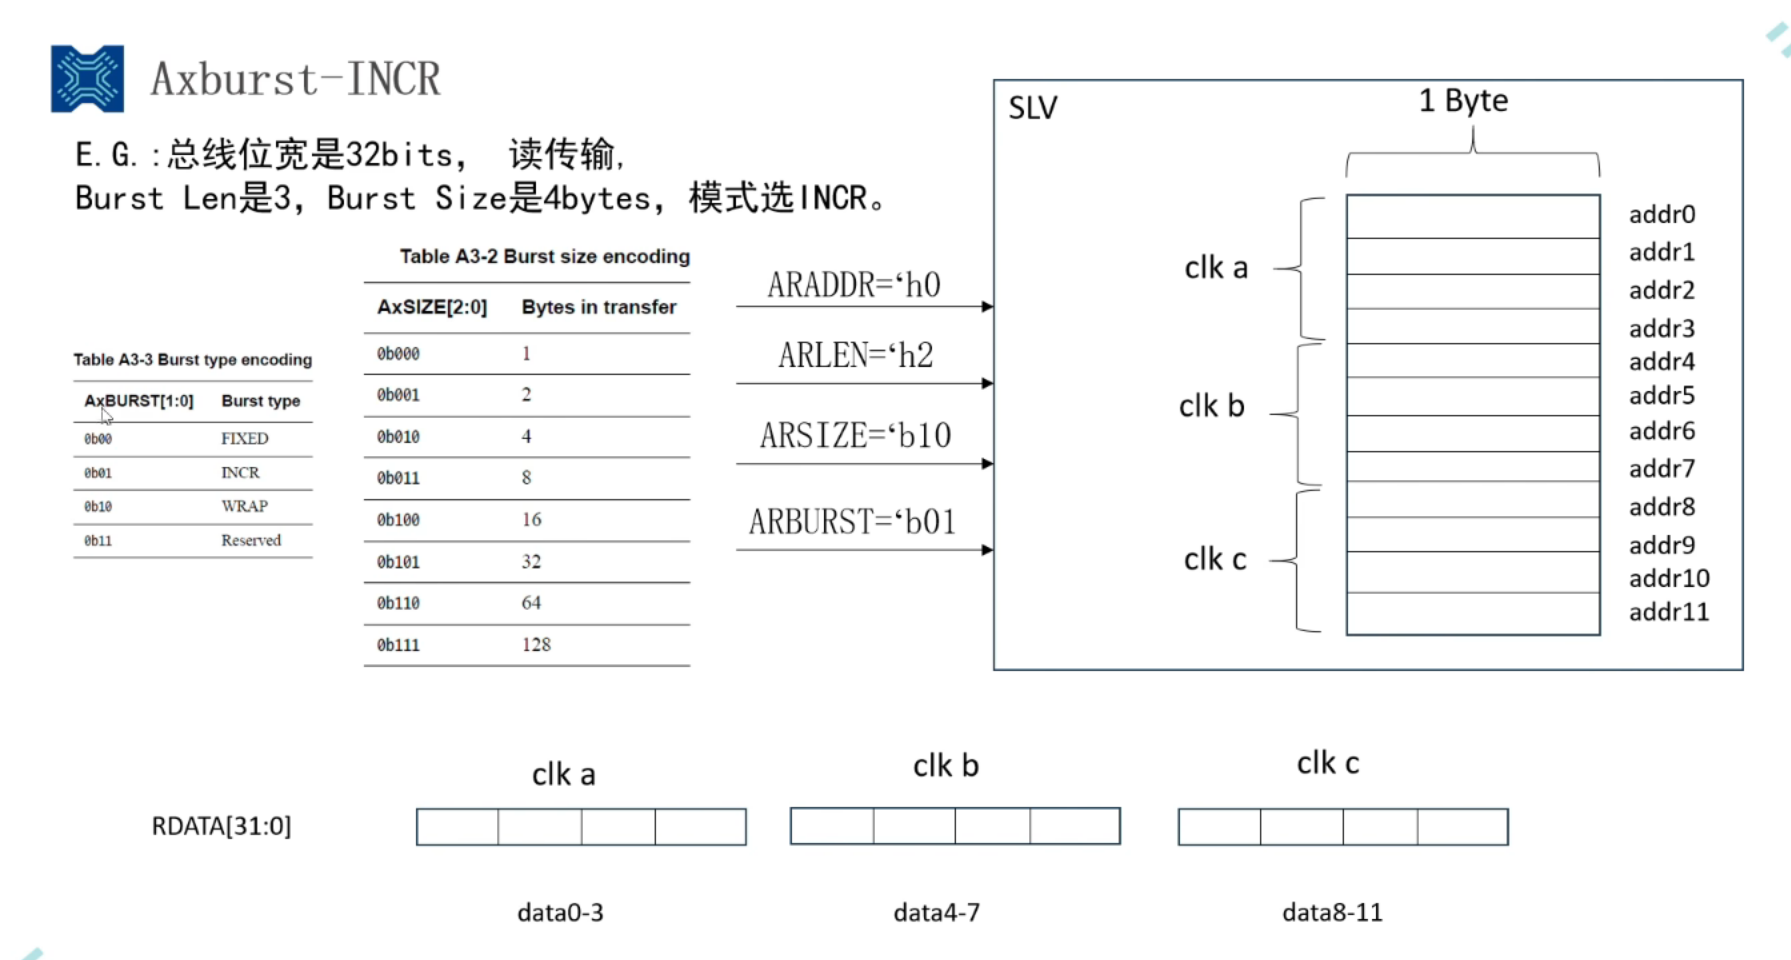 Axburst-INCR
E.G.:总线位宽是32bits， 读传输，
Burst Len是3，Burst Size是4bytes，模式选INCR。
Table A3-3 Burst type encoding
AxBURST[1:0] Burst type
0b00 FIXED
0b01 INCR
0b10 WRAP
0b11 Reserved
Table A3-2 Burst size encoding
AxSIZE[2:0] Bytes in transfer
0b000 1
0b001 2
0b010 4
0b011 8
0b100 16
0b101 32
0b110 64
0b111 128
ARADDR=‘h0
ARLEN=‘h2
ARSIZE=‘b10
ARBURST=‘b01
SLV
1 Byte
clk a
clk b
clk c
addr0
addr1
addr2
addr3
addr4
addr5
addr6
addr7
addr8
addr9
addr10
addr11
clk a clk b clk c
RDATA[31:0]
data0-3 data4-7 data8-11